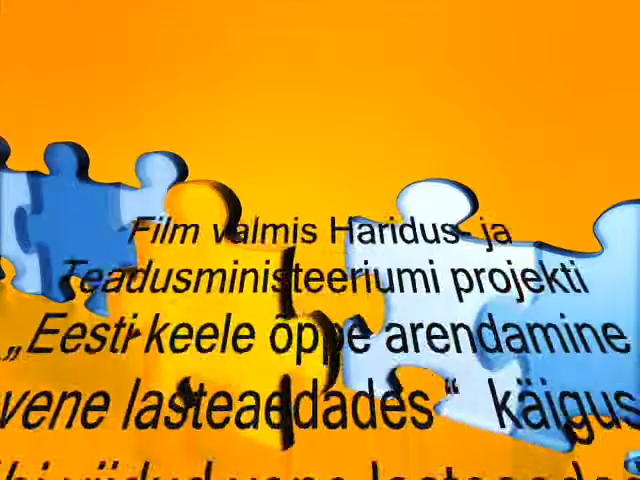 Film valmis Haridus- ja
Teadusministeeriumi projekti
„Eesti keele õppe arendamine
vene lasteaedades“ käigus